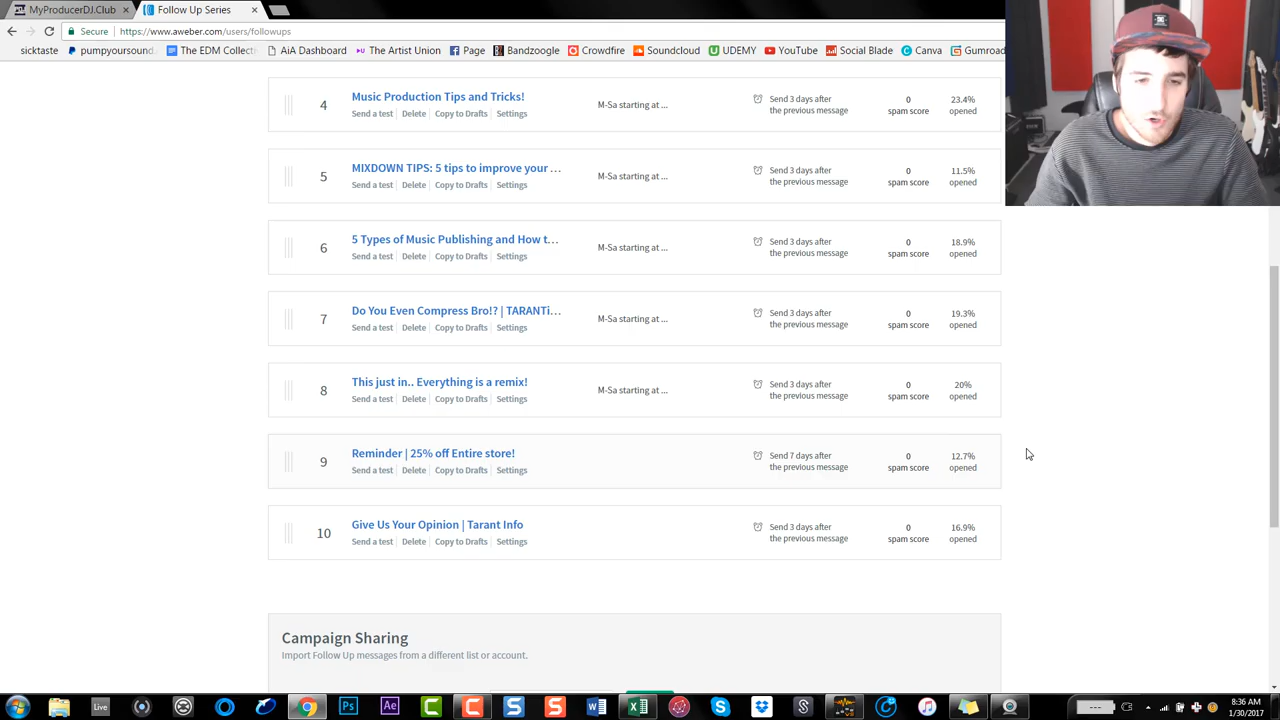 MyProducerDJ.Club
Follow Up Series
Secure
https://www.aweber.com/users/followups
sicktaste
pumpyoursound
The EDM Collect
AiA Dashboard
The Artist Union
Page
Bandzoogle
Crowdfire
Soundcloud
UDEMY
YouTube
Social Blade
Canva
Gumroad
4
Music Production Tips and Tricks!
Send a test | Delete | Copy to Drafts | Settings
M-Sa starting at ...
Send 3 days after
the previous message
0
spam score
23.4%
opened
5
MIXDOWN TIPS: 5 tips to improve your ...
Send a test | Delete | Copy to Drafts | Settings
M-Sa starting at ...
Send 3 days after
the previous message
0
spam score
11.5%
opened
6
5 Types of Music Publishing and How t...
Send a test | Delete | Copy to Drafts | Settings
M-Sa starting at ...
Send 3 days after
the previous message
0
spam score
18.9%
opened
7
Do You Even Compress Bro!? | TARANTi...
Send a test | Delete | Copy to Drafts | Settings
M-Sa starting at ...
Send 3 days after
the previous message
0
spam score
19.3%
opened
8
This just in.. Everything is a remix!
Send a test | Delete | Copy to Drafts | Settings
M-Sa starting at ...
Send 3 days after
the previous message
0
spam score
20%
opened
9
Reminder | 25% off Entire store!
Send a test | Delete | Copy to Drafts | Settings
Send 7 days after
the previous message
0
spam score
12.7%
opened
10
Give Us Your Opinion | Tarant Info
Send a test | Delete | Copy to Drafts | Settings
Send 3 days after
the previous message
0
spam score
16.9%
opened
Campaign Sharing
Import Follow Up messages from a different list or account.
Live
Ps
Ae
8:36 AM
1/30/2017